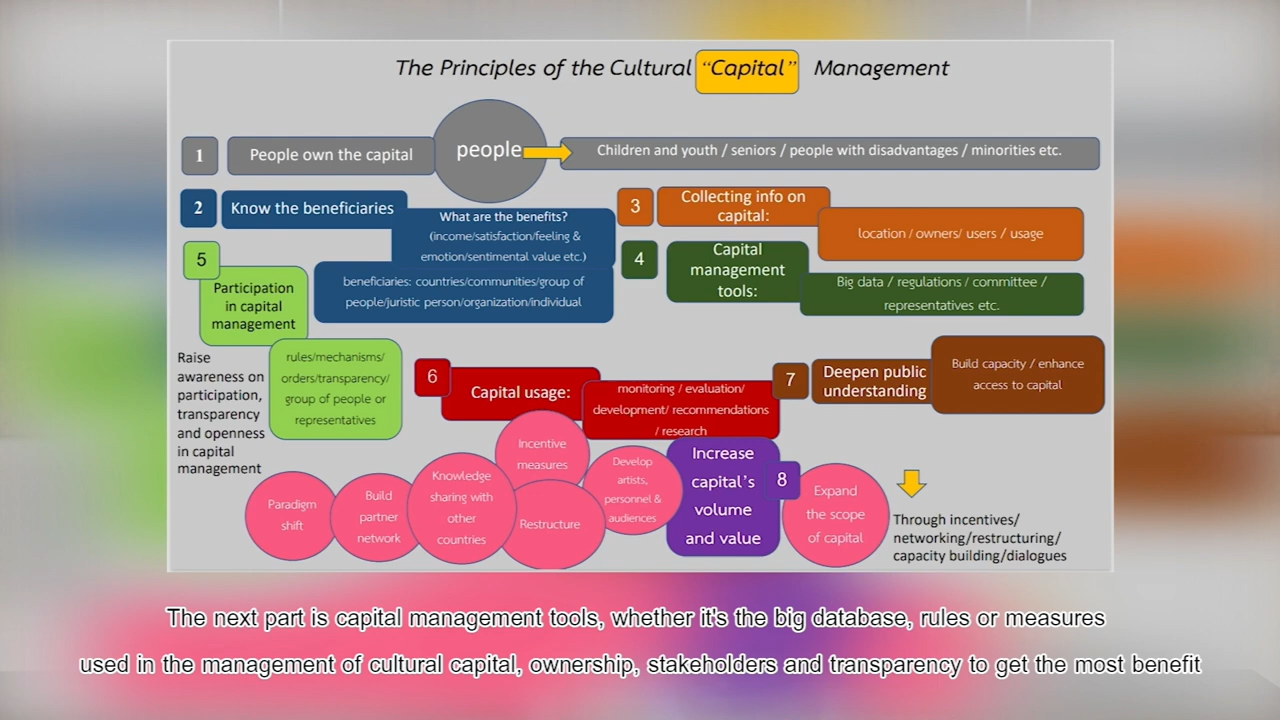 The Principles of the Cultural “Capital” Management
1
People own the capital
people
Children and youth / seniors / people with disadvantages / minorities etc.
2
Know the beneficiaries
What are the benefits?
(income/satisfaction/feeling &
emotion/sentimental value etc.)
beneficiaries: countries/communities/group of
people/juristic person/organization/individual
3
Collecting info on
capital:
location / owners/ users / usage
4
Capital
management
tools:
Big data / regulations / committee /
representatives etc.
5
Participation
in capital
management
rules/mechanisms/
orders/transparency/
group of people or
representatives
Raise
awareness on
participation,
transparency
and openness
in capital
management
6
Capital usage:
monitoring / evaluation/
development/ recommendations
/ research
7
Deepen public
understanding
Build capacity / enhance
access to capital
Paradigm
shift
Build
partner
network
Knowledge
sharing with
other
countries
Incentive
measures
Restructure
Develop
artists,
personnel &
audiences
Increase
capital’s
volume
and value
8
Expand
the scope
of capital
Through incentives/
networking/restructuring/
capacity building/dialogues
The next part is capital management tools, whether it's the big database, rules or measures
used in the management of cultural capital, ownership, stakeholders and transparency to get the most benefit